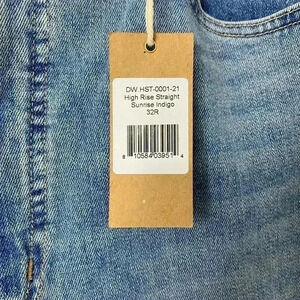 DW.HST-0001-21
High Rise Straight
Sunrise Indigo
32R
8 10584 03951 4